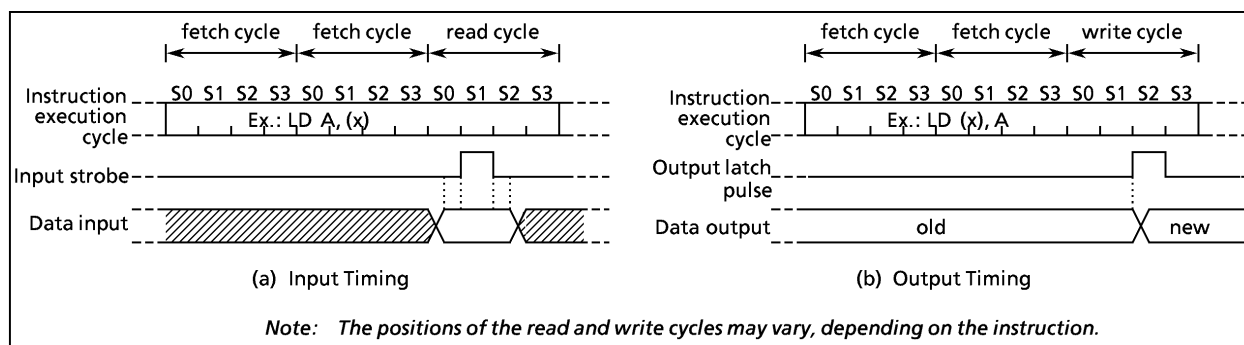 fetch cycle fetch cycle read cycle
S0 S1 S2 S3 S0 S1 S2 S3 S0 S1 S2 S3
Instruction
execution
cycle
Ex.: LD A, (x)
Input strobe
Data input
(a) Input Timing
fetch cycle fetch cycle write cycle
S0 S1 S2 S3 S0 S1 S2 S3 S0 S1 S2 S3
Instruction
execution
cycle
Ex.: LD (x), A
Output latch
pulse
Data output
old
new
(b) Output Timing
Note: The positions of the read and write cycles may vary, depending on the instruction.